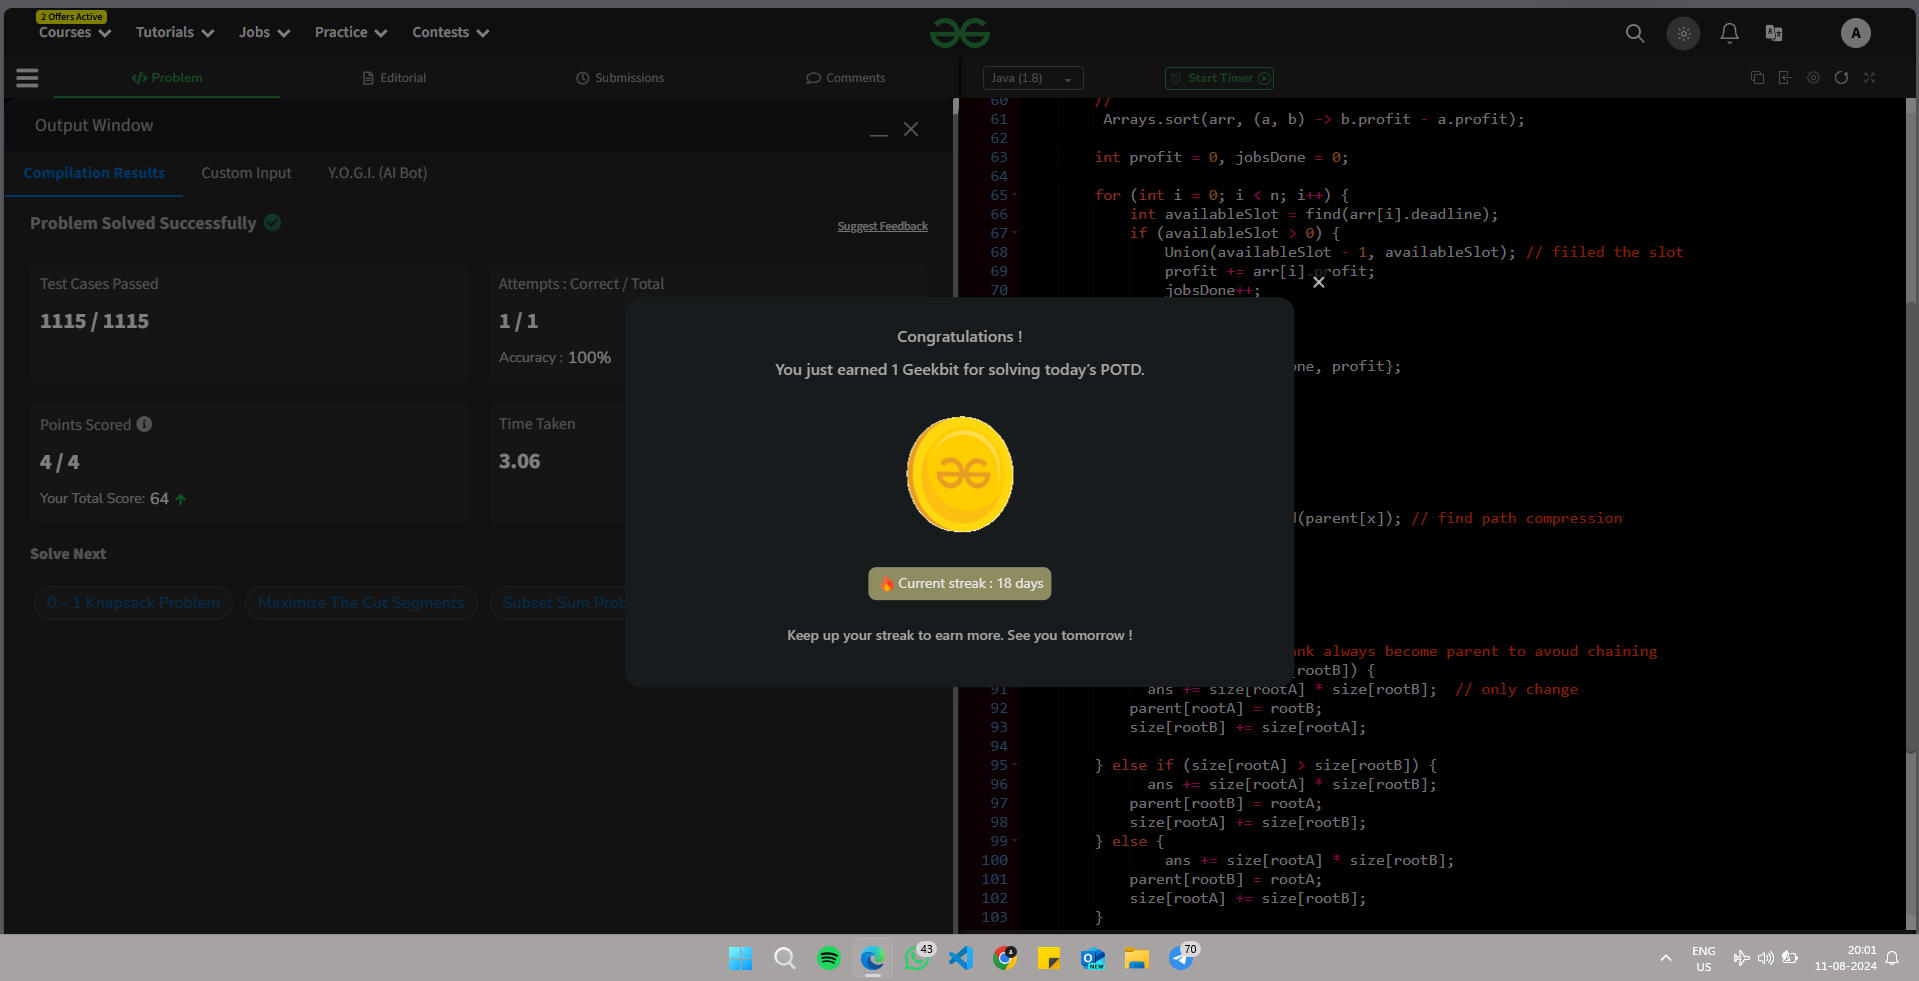 2 Offers Active
Courses Tutorials Jobs Practice Contests
A
</> Problem Editorial Submissions Comments
Java (1.8) Start Timer
Output Window
Compilation Results Custom Input Y.O.G.I. (AI Bot)
Problem Solved Successfully
Suggest Feedback
Test Cases Passed
1115 / 1115
Attempts : Correct / Total
1 / 1
Accuracy : 100%
Points Scored
4 / 4
Your Total Score: 64
Time Taken
3.06
Solve Next
0 - 1 Knapsack Problem Maximize The Cut Segments Subset Sum Prob
Congratulations !
You just earned 1 Geekbit for solving today's POTD.
Current streak : 18 days
Keep up your streak to earn more. See you tomorrow !
60 //
61 Arrays.sort(arr, (a, b) -> b.profit - a.profit);
62
63 int profit = 0, jobsDone = 0;
64
65 for (int i = 0; i < n; i++) {
66 int availableSlot = find(arr[i].deadline);
67 if (availableSlot > 0) {
68 Union(availableSlot - 1, availableSlot); // fiiled the slot
69 profit += arr[i].profit;
70 jobsDone++;
ne, profit};
(parent[x]); // find path compression
nk always become parent to avoud chaining
[rootB]) {
91 ans += size[rootA] * size[rootB]; // only change
92 parent[rootA] = rootB;
93 size[rootB] += size[rootA];
94
95 } else if (size[rootA] > size[rootB]) {
96 ans += size[rootA] * size[rootB];
97 parent[rootB] = rootA;
98 size[rootA] += size[rootB];
99 } else {
100 ans += size[rootA] * size[rootB];
101 parent[rootB] = rootA;
102 size[rootA] += size[rootB];
103 }
43
NEW
70
ENG
US
20:01
11-08-2024